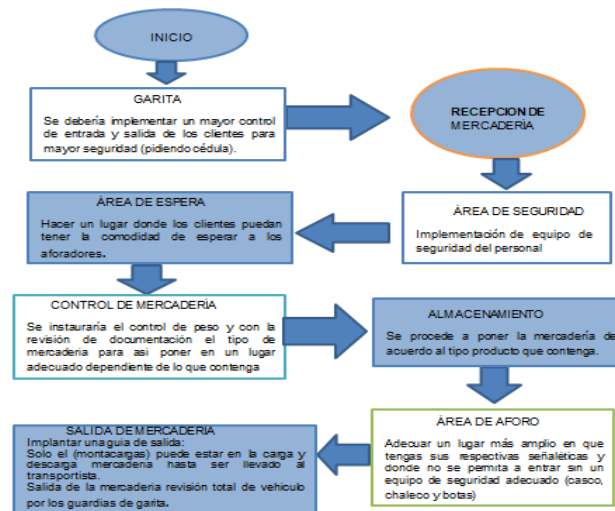 INICIO
GARITA
Se debería implementar un mayor control
de entrada y salida de los clientes para
mayor seguridad (pidiendo cédula).
RECEPCION DE
MERCADERÍA
ÁREA DE ESPERA
Hacer un lugar donde los clientes puedan
tener la comodidad de esperar a los
aforadores.
ÁREA DE SEGURIDAD
Implementación de equipo de
seguridad del personal
CONTROL DE MERCADERÍA
Se instauraría el control de peso y con la
revisión de documentación el tipo de
mercaderia para asi poner en un lugar
adecuado dependiente de lo que contenga
ALMACENAMIENTO
Se procede a poner la mercadería de
acuerdo al tipo producto que contenga.
ÁREA DE AFORO
Adecuar un lugar más amplio en que
tengas sus respectivas señaléticas y
donde no se permita a entrar sin un
equipo de seguridad adecuado (casco,
chaleco y botas)
SALIDA DE MERCADERIA
Implantar una guia de salida:
Solo el (montacargas) puede estar en la carga y
descarga mercaderia hasta ser llevado al
transportista.
Salida de la mercaderia revisión total de vehiculo
por los guardias de garita.